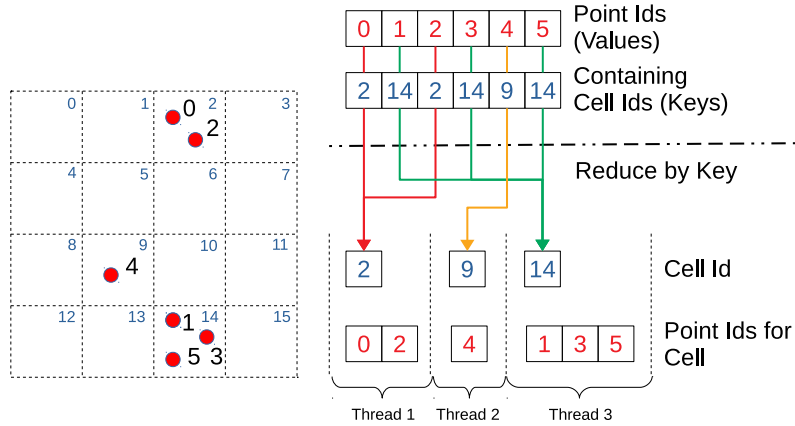 0 1 2 3 4 5
Point Ids
(Values)
2 14 2 14 9 14
Containing
Cell Ids (Keys)
Reduce by Key
2 9 14
Cell Id
0 2 4 1 3 5
Point Ids for
Cell
Thread 1 Thread 2 Thread 3
0 1 2 3
0
2
4 5 6 7
8 9 10 11
4
12 13 14 15
1
5 3